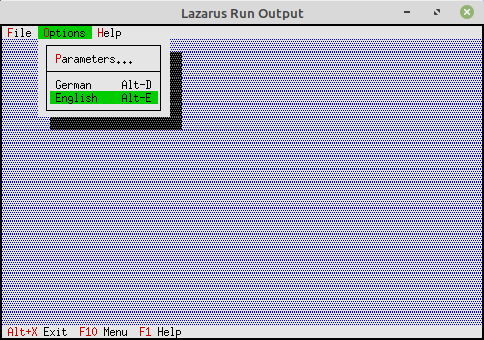 Lazarus Run Output
File Options Help
Parameters...
German Alt-D
English Alt-E
Alt+X Exit F10 Menu F1 Help